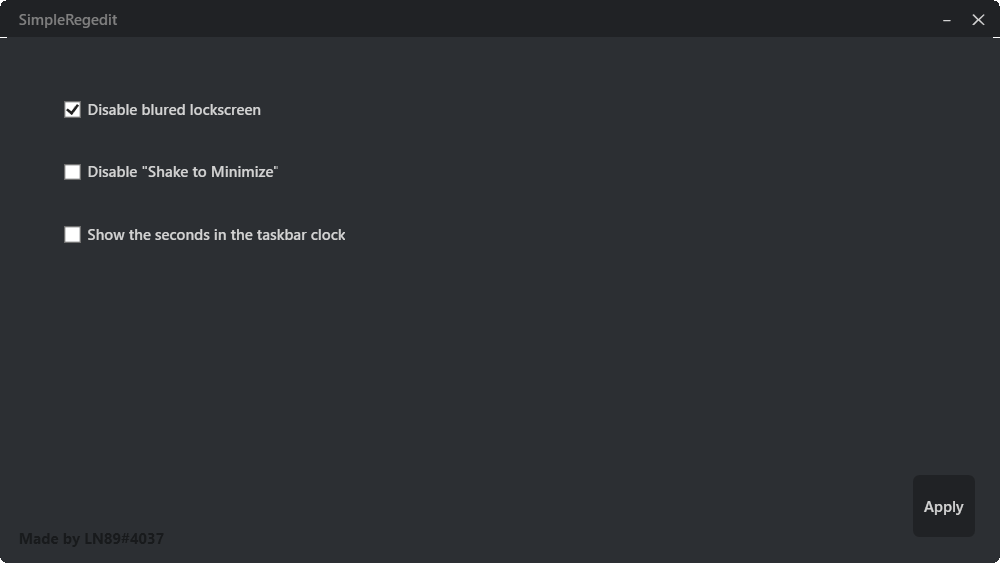 SimpleRegedit
Disable blured lockscreen
Disable "Shake to Minimize"
Show the seconds in the taskbar clock
Apply
Made by LN89#4037